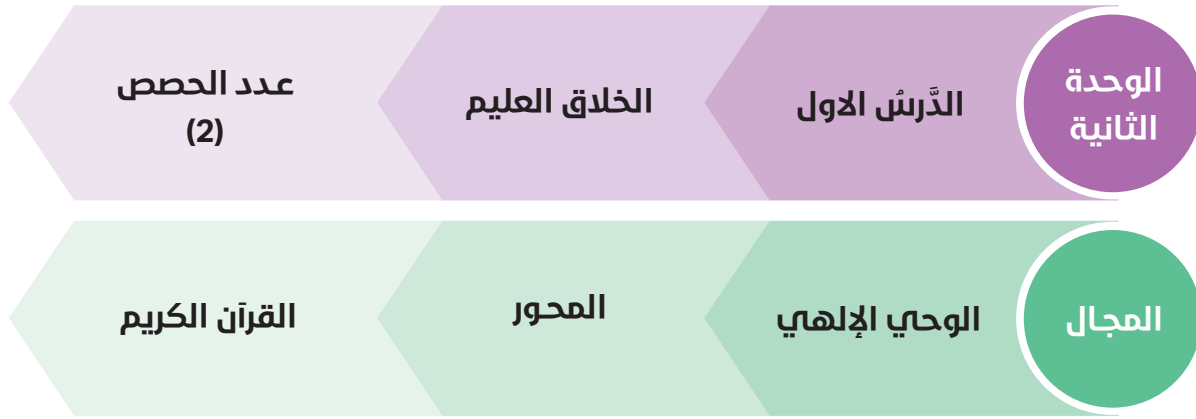 الوحدة
الثانية
الدَّرسُ الاول
الخلاق العليم
عدد الحصص
(2)
المجال
الوحي الإلهي
المحور
القرآن الكريم